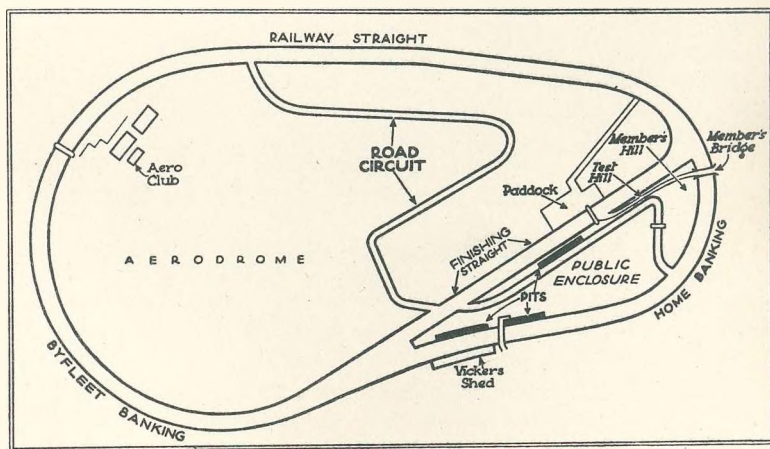 RAILWAY STRAIGHT
Member's
Hill
Member's
Bridge
Test
Hill
ROAD
CIRCUIT
Aero
Club
Paddock
FINISHING
STRAIGHT
AERODROME
PUBLIC
ENCLOSURE
PITS
HOME BANKING
BYFLEET BANKING
Vickers
Shed